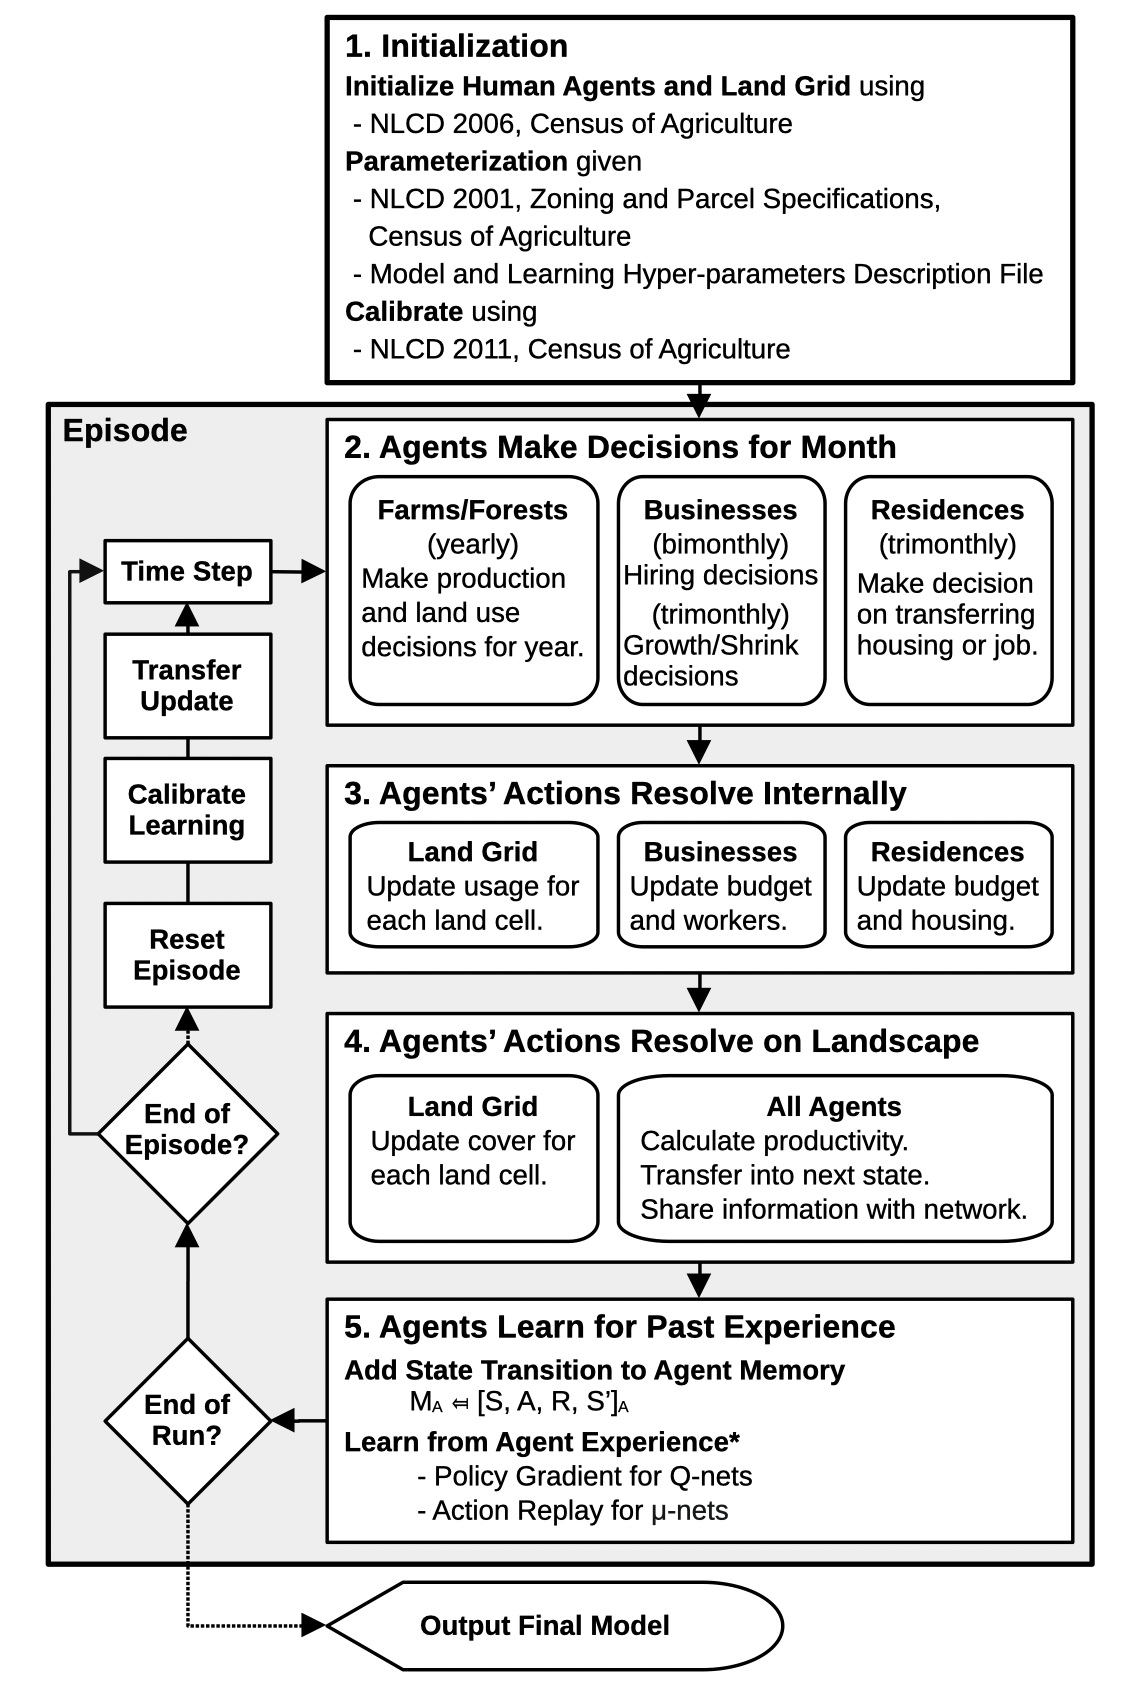 1. Initialization
Initialize Human Agents and Land Grid using
- NLCD 2006, Census of Agriculture
Parameterization given
- NLCD 2001, Zoning and Parcel Specifications,
Census of Agriculture
- Model and Learning Hyper-parameters Description File
Calibrate using
- NLCD 2011, Census of Agriculture
Episode
2. Agents Make Decisions for Month
Farms/Forests
(yearly)
Make production
and land use
decisions for year.
Businesses
(bimonthly)
Hiring decisions
(trimonthly)
Growth/Shrink
decisions
Residences
(trimonthly)
Make decision
on transferring
housing or job.
Time Step
Transfer
Update
Calibrate
Learning
Reset
Episode
End of
Episode?
End of
Run?
3. Agents’ Actions Resolve Internally
Land Grid
Update usage for
each land cell.
Businesses
Update budget
and workers.
Residences
Update budget
and housing.
4. Agents’ Actions Resolve on Landscape
Land Grid
Update cover for
each land cell.
All Agents
Calculate productivity.
Transfer into next state.
Share information with network.
5. Agents Learn for Past Experience
Add State Transition to Agent Memory
MA ⤆ [S, A, R, S’]A
Learn from Agent Experience*
- Policy Gradient for Q-nets
- Action Replay for μ-nets
Output Final Model